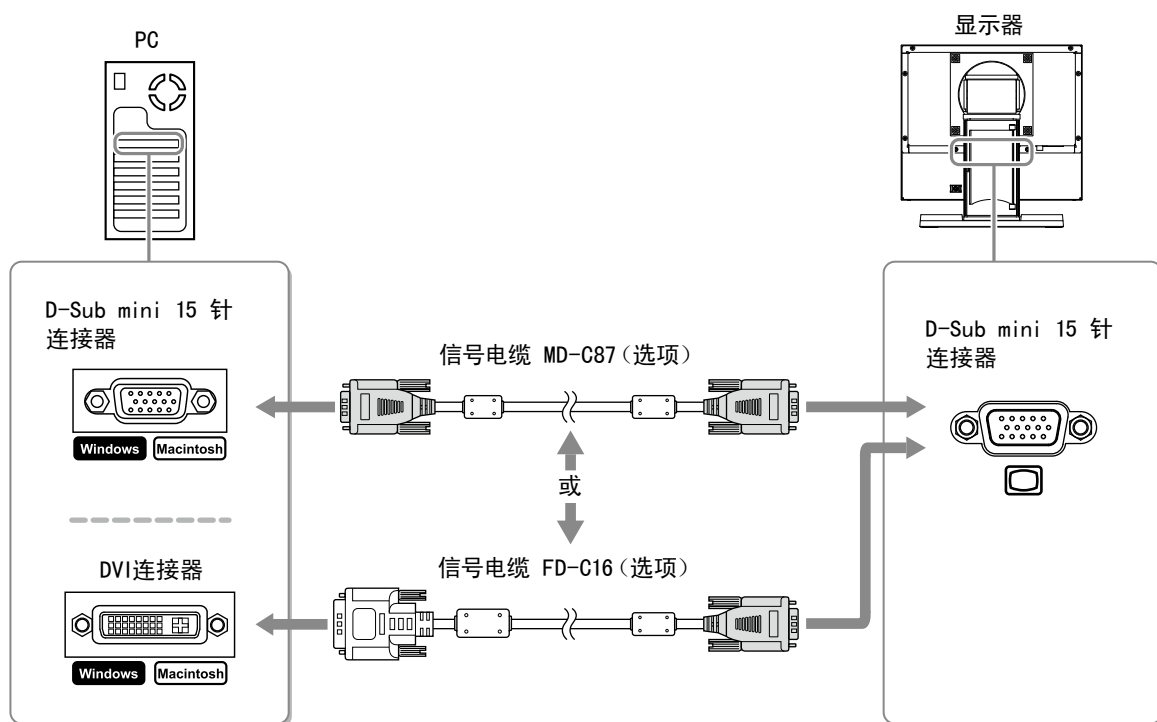 PC
显示器
D-Sub mini 15 针
连接器
Windows
Macintosh
DVI连接器
Windows
Macintosh
信号电缆 MD-C87(选项)
或
信号电缆 FD-C16(选项)
D-Sub mini 15 针
连接器